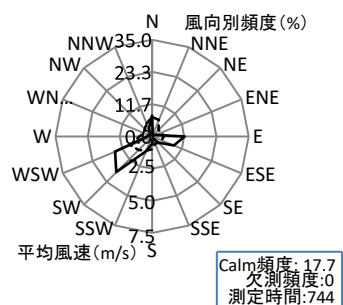 N 風向別頻度(%)
35.0
NNW NNE
NW 23.3 NE
WN... 11.7 ENE
W 0.0 E
WSW 2.5 ESE
SW 5.0 SE
SSW SSE
平均風速(m/s) 7.5
S
Calm頻度: 17.7
欠測頻度:0
測定時間:744